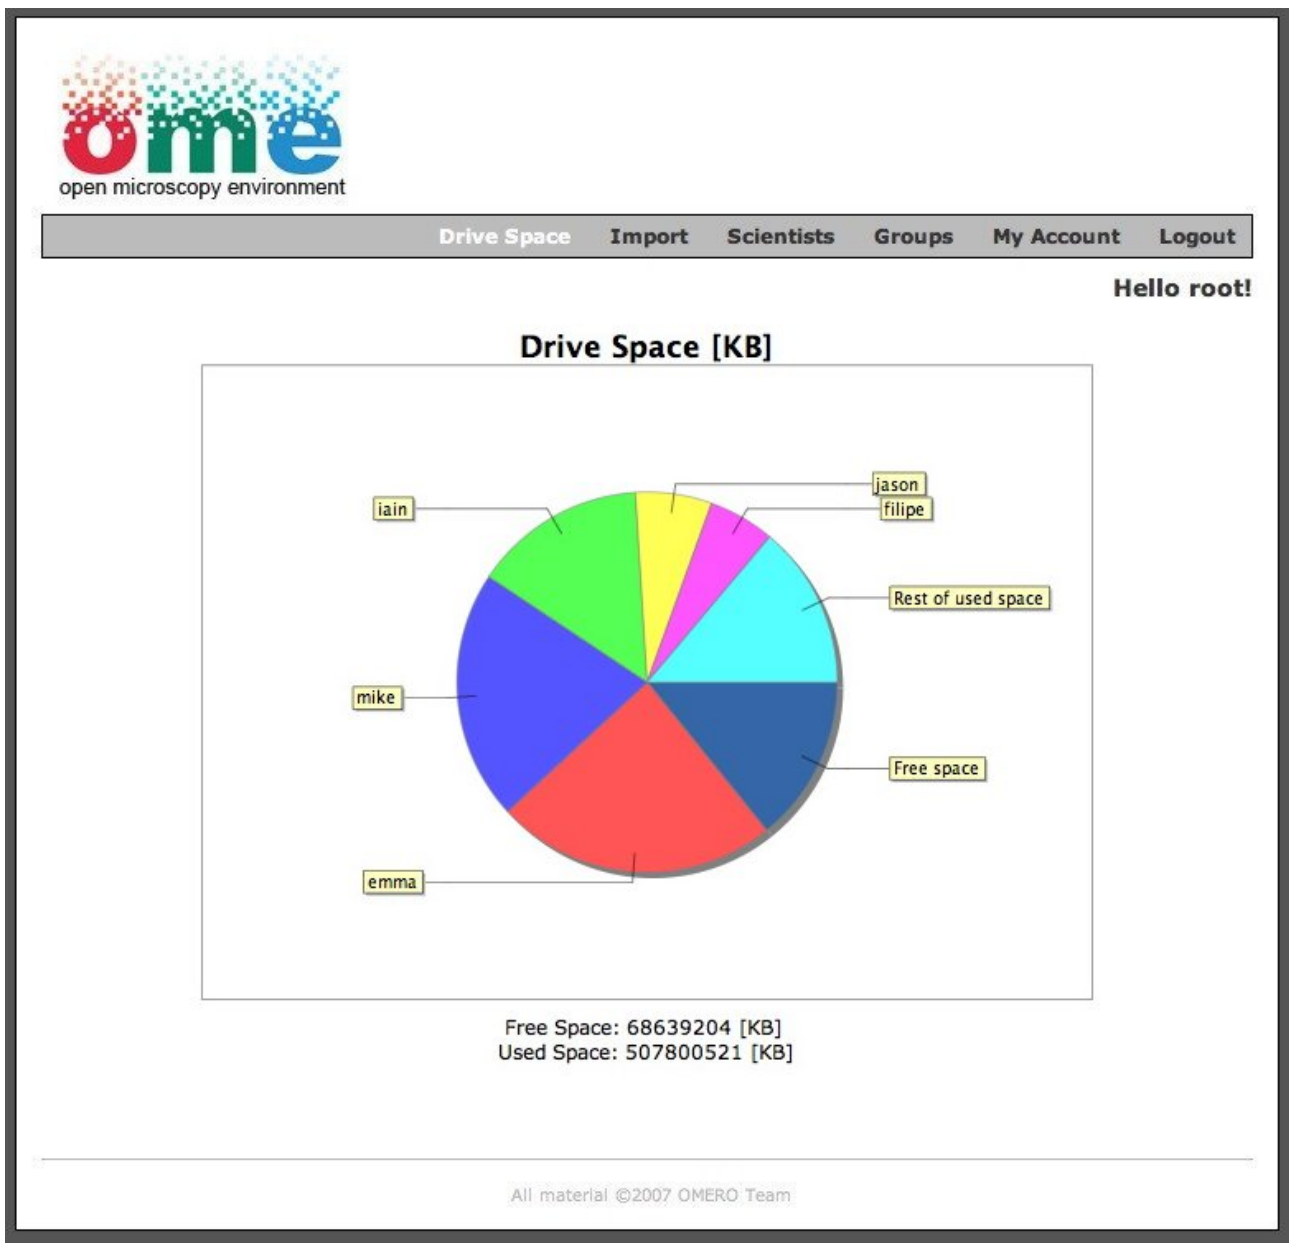 ome
open microscopy environment
Drive Space Import Scientists Groups My Account Logout
Hello root!
Drive Space [KB]
jason
iain
filipe
Rest of used space
mike
Free space
emma
Free Space: 68639204 [KB]
Used Space: 507800521 [KB]
All material ©2007 OMERO Team